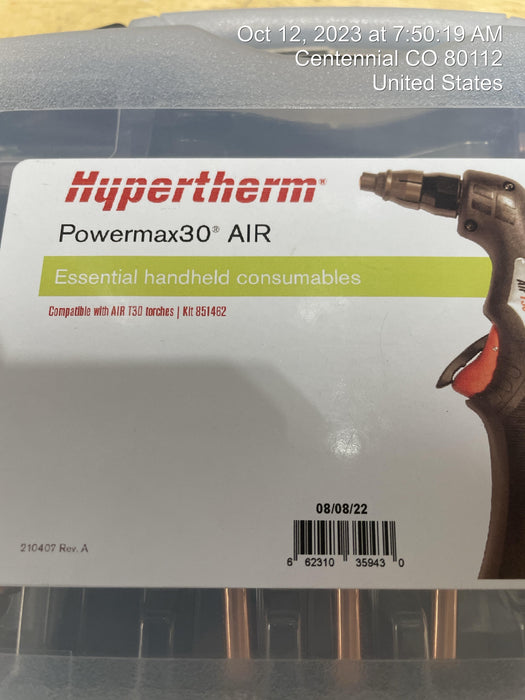 Oct 12, 2023 at 7:50:19 AM
Centennial CO 80112
United States
Hypertherm®
Powermax30® AIR
Essential handheld consumables
Compatible with AIR T30 torches | Kit 851462
08/08/22
6 62310 35943 0
210407 Rev. A